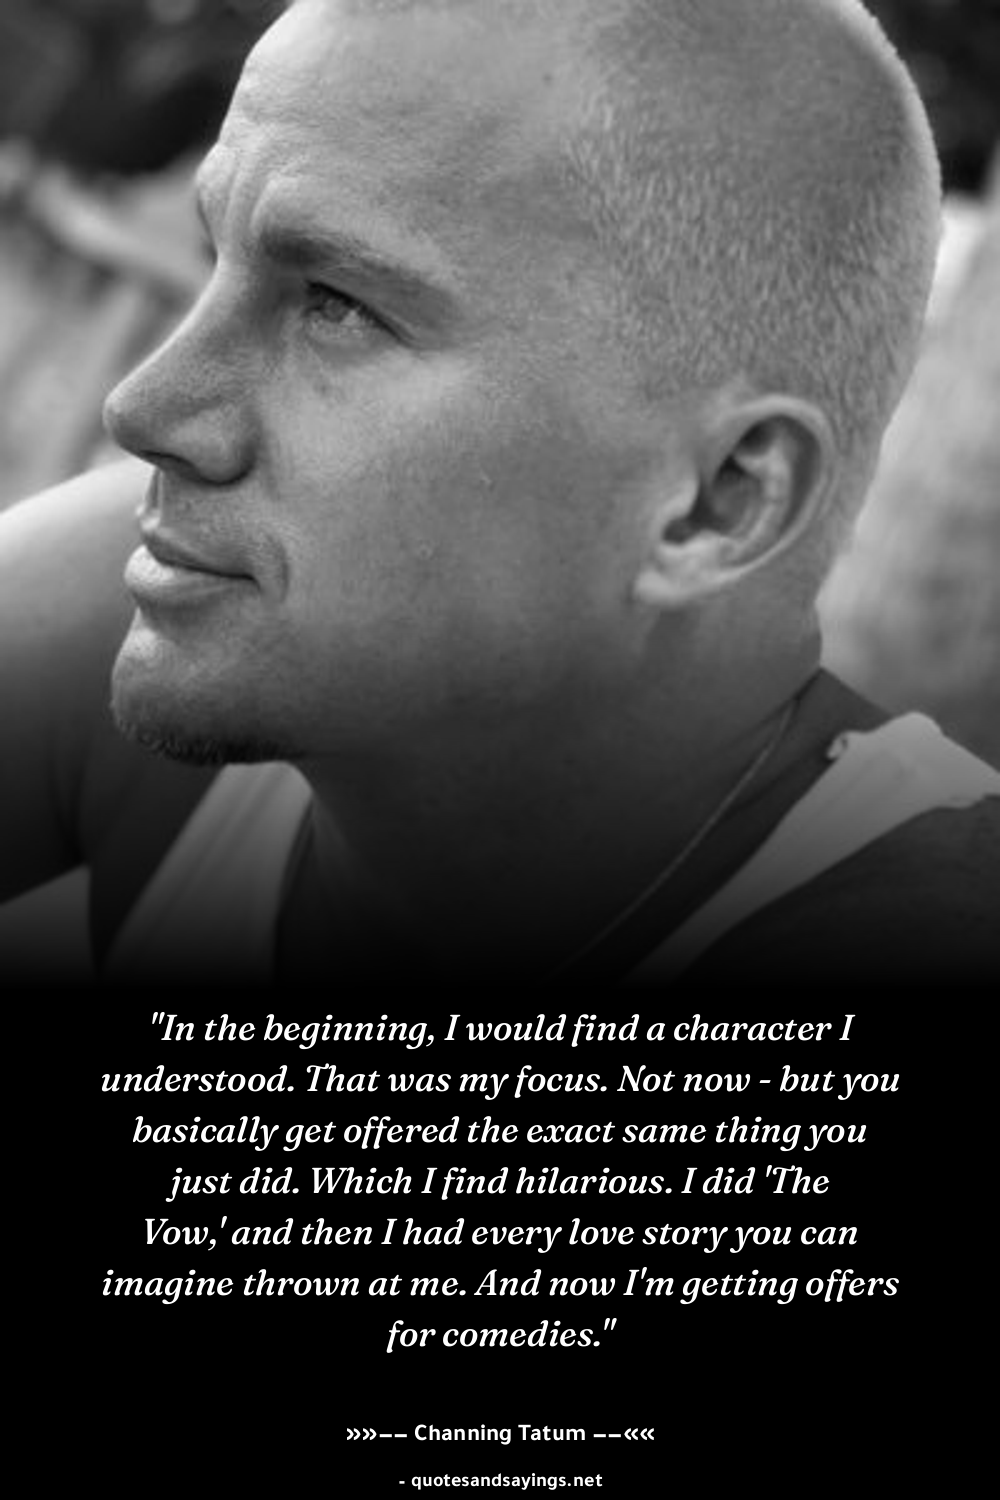 "In the beginning, I would find a character I
understood. That was my focus. Not now - but you
basically get offered the exact same thing you
just did. Which I find hilarious. I did 'The
Vow,' and then I had every love story you can
imagine thrown at me. And now I'm getting offers
for comedies."
»»−− Channing Tatum −−««
- quotesandsayings.net